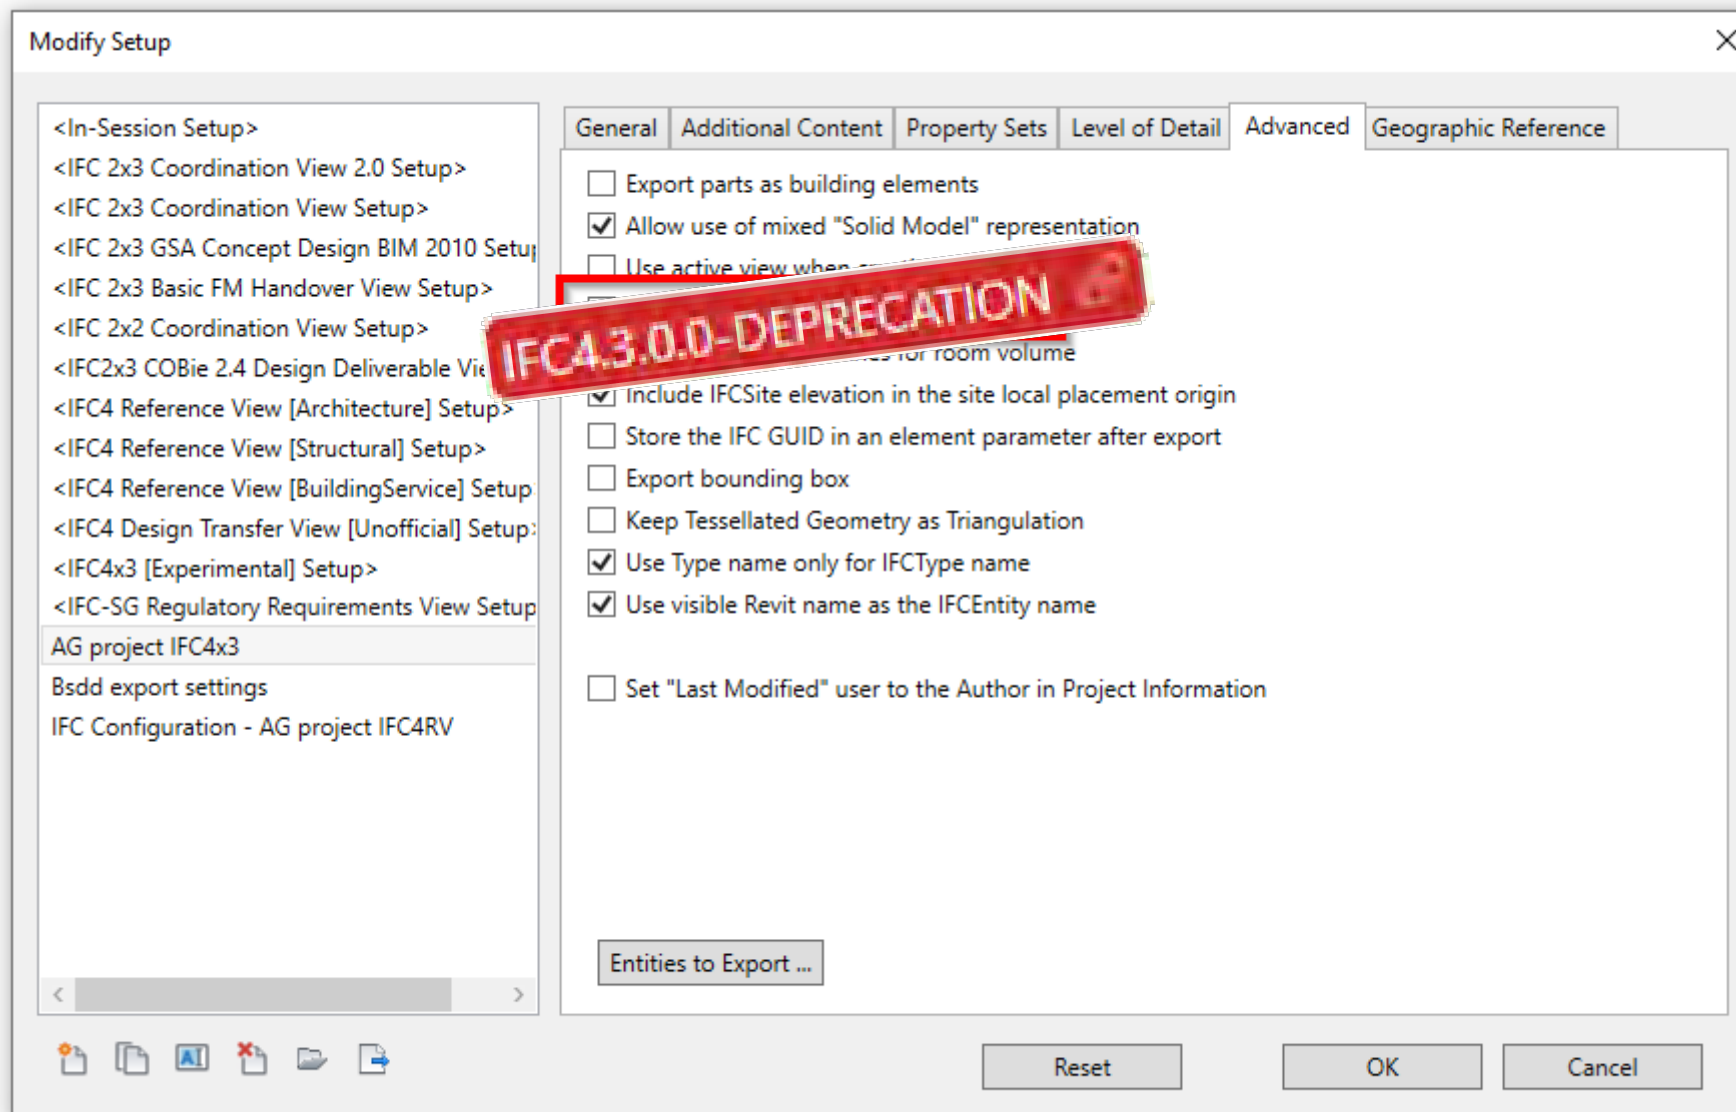 Modify Setup
<In-Session Setup>
<IFC 2x3 Coordination View 2.0 Setup>
<IFC 2x3 Coordination View Setup>
<IFC 2x3 GSA Concept Design BIM 2010 Setu
<IFC 2x3 Basic FM Handover View Setup>
<IFC 2x2 Coordination View Setup>
<IFC2x3 COBie 2.4 Design Deliverable Vie
<IFC4 Reference View [Architecture] Setup>
<IFC4 Reference View [Structural] Setup>
<IFC4 Reference View [BuildingService] Setup
<IFC4 Design Transfer View [Unofficial] Setup>
<IFC4x3 [Experimental] Setup>
<IFC-SG Regulatory Requirements View Setup
AG project IFC4x3
Bsdd export settings
IFC Configuration - AG project IFC4RV
General Additional Content Property Sets Level of Detail Advanced Geographic Reference
Export parts as building elements
Allow use of mixed "Solid Model" representation
Use active view when
IFC4.3.0.0-DEPRECATION
for room volume
Include IFCSite elevation in the site local placement origin
Store the IFC GUID in an element parameter after export
Export bounding box
Keep Tessellated Geometry as Triangulation
Use Type name only for IFCType name
Use visible Revit name as the IFCEntity name
Set "Last Modified" user to the Author in Project Information
Entities to Export ...
Reset OK Cancel